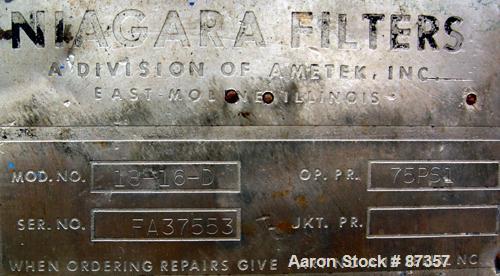 NIAGARA FILTERS
A DIVISION OF AMETEK, INC
EAST MOLINE ILLINOIS
MOD. NO. 18-16-D OP. PR. 75PS1
SER. NO. FA37553 JKT. PR.
Aaron Stock # 87357
WHEN ORDERING REPAIRS GIVE